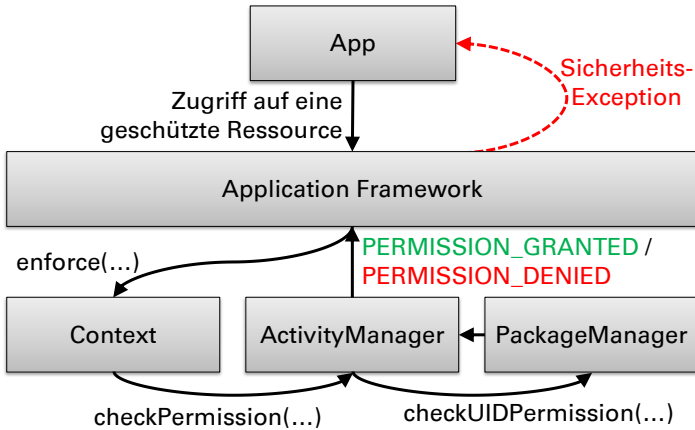 App
Sicherheits-
Exception
Zugriff auf eine
geschützte Ressource
Application Framework
PERMISSION_GRANTED /
PERMISSION_DENIED
enforce(...)
Context
ActivityManager
PackageManager
checkPermission(...)
checkUIDPermission(...)